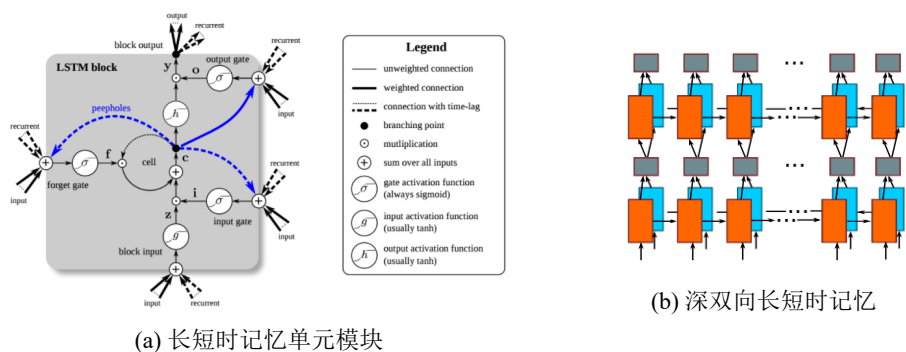 output
recurrent
block output
LSTM block
y
o
output gate
σ
recurrent
h
input
peepholes
recurrent
c
f
σ
cell
recurrent
forget gate
i
σ
input
z
input gate
g
input
block input
input
recurrent
Legend
unweighted connection
weighted connection
connection with time-lag
branching point
mutliplication
sum over all inputs
σ
gate activation function
(always sigmoid)
g
input activation function
(usually tanh)
h
output activation function
(usually tanh)
(a) 长短时记忆单元模块
(b) 深双向长短时记忆